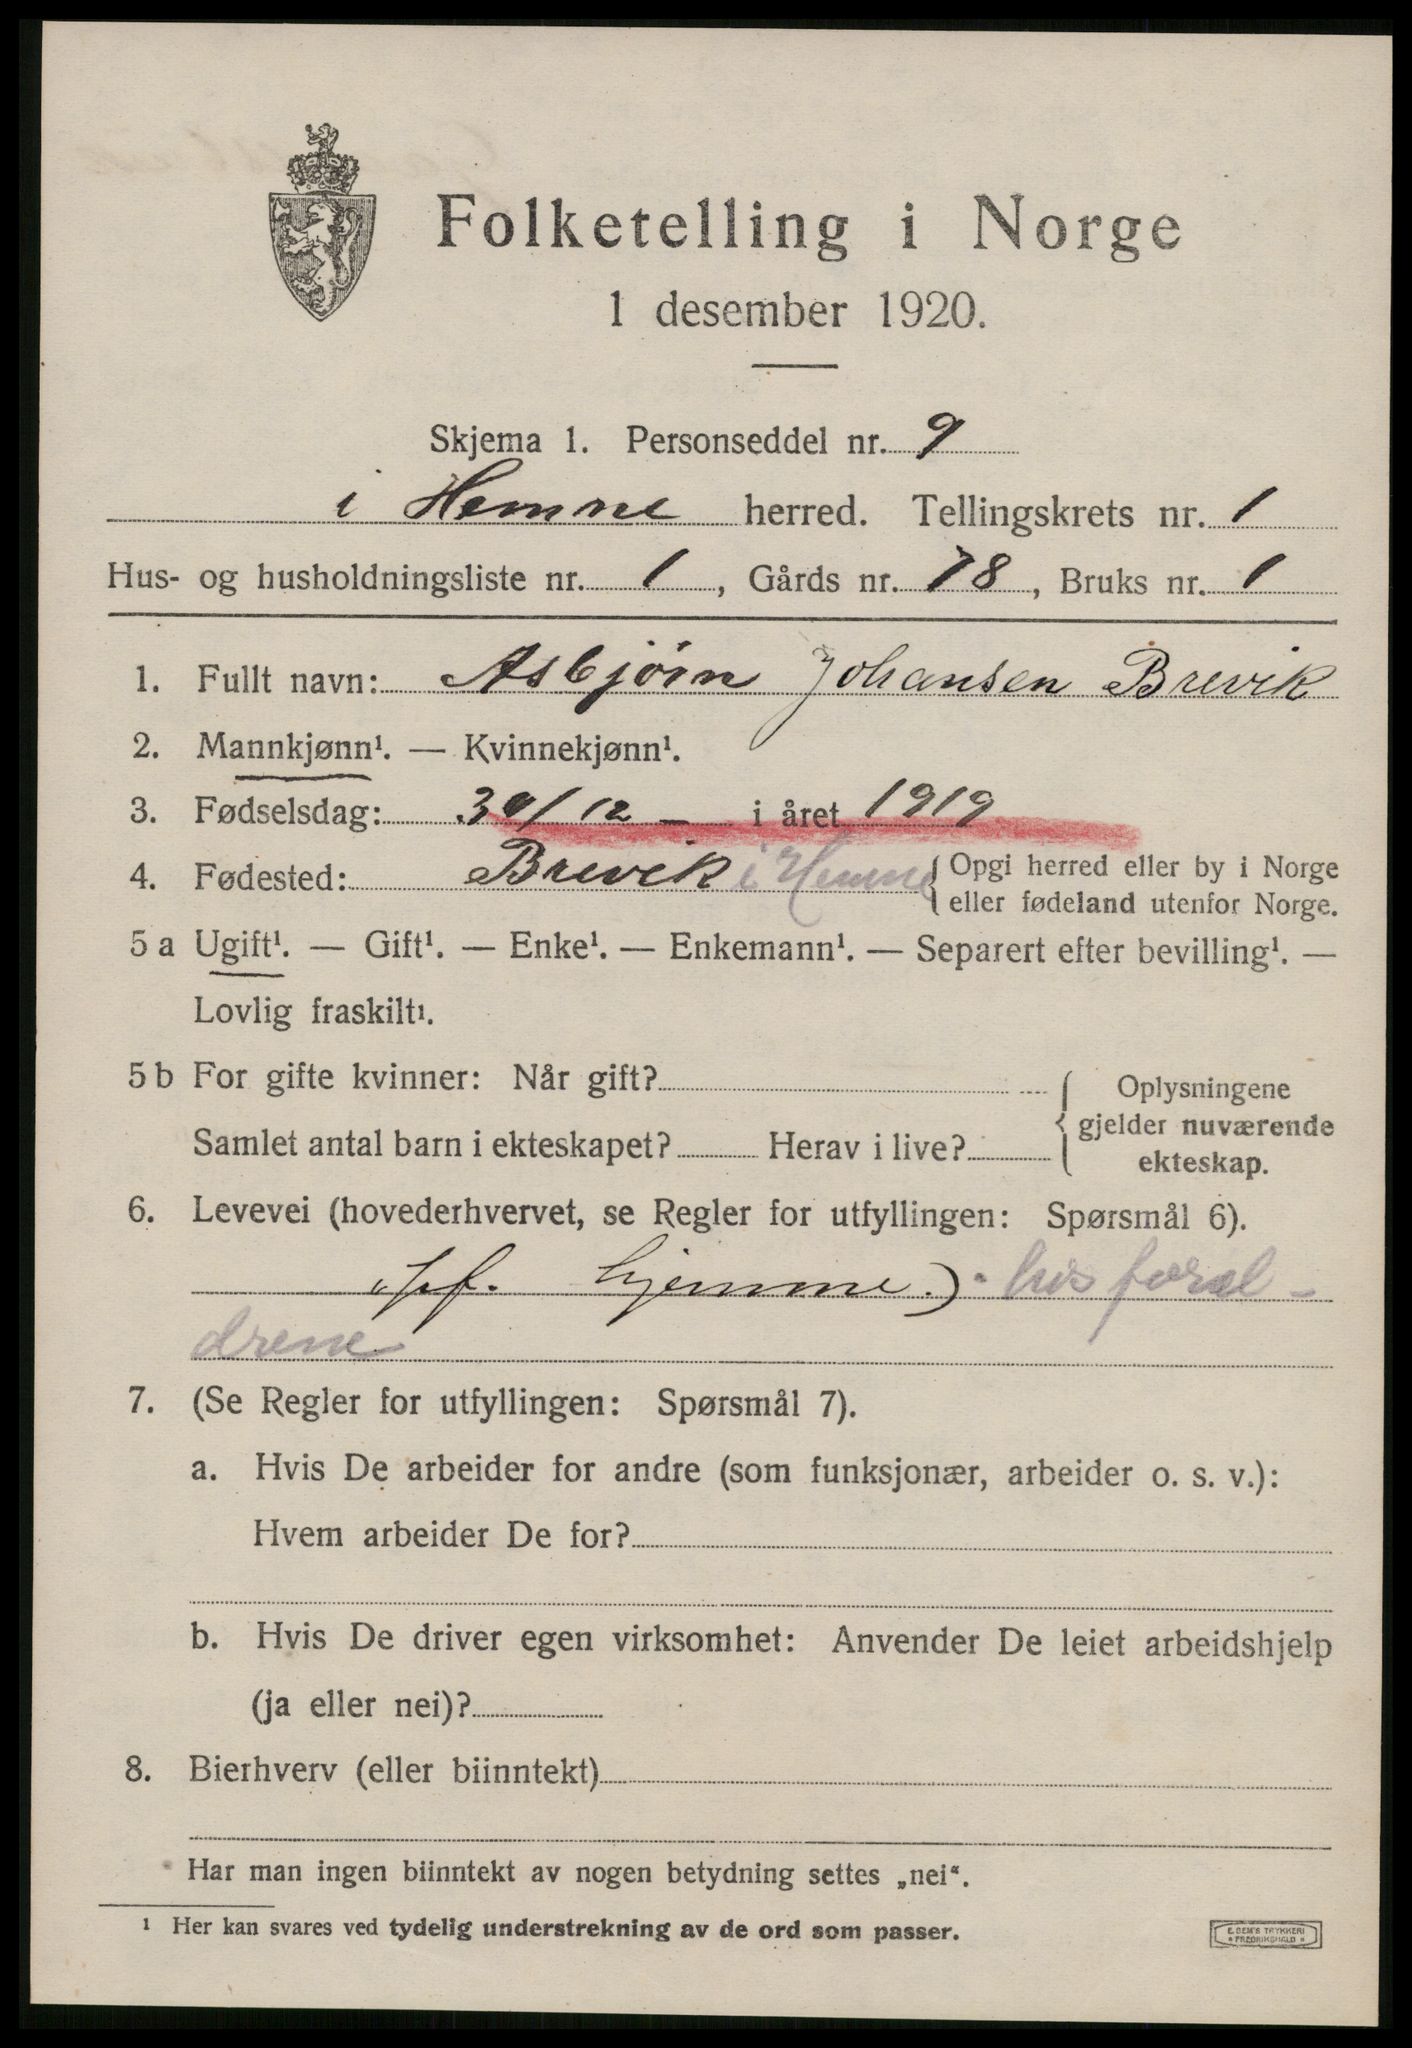 Folketelling i Norge
1 desember 1920.
Skjema 1. Personseddel nr. 9
i Hemne herred. Tellingskrets nr. 1
Hus- og husholdningsliste nr. 1, Gårds nr. 78, Bruks nr. 1
1. Fullt navn: Asbjörn Johansen Brevik
2. Mannkjønn¹. — Kvinnekjønn¹.
3. Fødselsdag: 30/12 i året 1919
4. Fødested: Brevik i Hemne { Opgi herred eller by i Norge
eller fødeland utenfor Norge.
5 a Ugift¹. — Gift¹. — Enke¹. — Enkemann¹. — Separert efter bevilling¹. —
Lovlig fraskilt¹.
5 b For gifte kvinner: Når gift?
Samlet antal barn i ekteskapet? Herav i live?
Oplysningene
gjelder nuværende
ekteskap.
6. Levevei (hovederhvervet, se Regler for utfyllingen: Spørsmål 6).
hjemme.) hos foræl-
drene
7. (Se Regler for utfyllingen: Spørsmål 7).
a. Hvis De arbeider for andre (som funksjonær, arbeider o. s. v.):
Hvem arbeider De for?
b. Hvis De driver egen virksomhet: Anvender De leiet arbeidshjelp
(ja eller nei)?
8. Bierhverv (eller biinntekt)
Har man ingen biinntekt av nogen betydning settes „nei“.
¹ Her kan svares ved tydelig understrekning av de ord som passer.
E. SEM'S TRYKKERI
* FREDRIKSHALD *